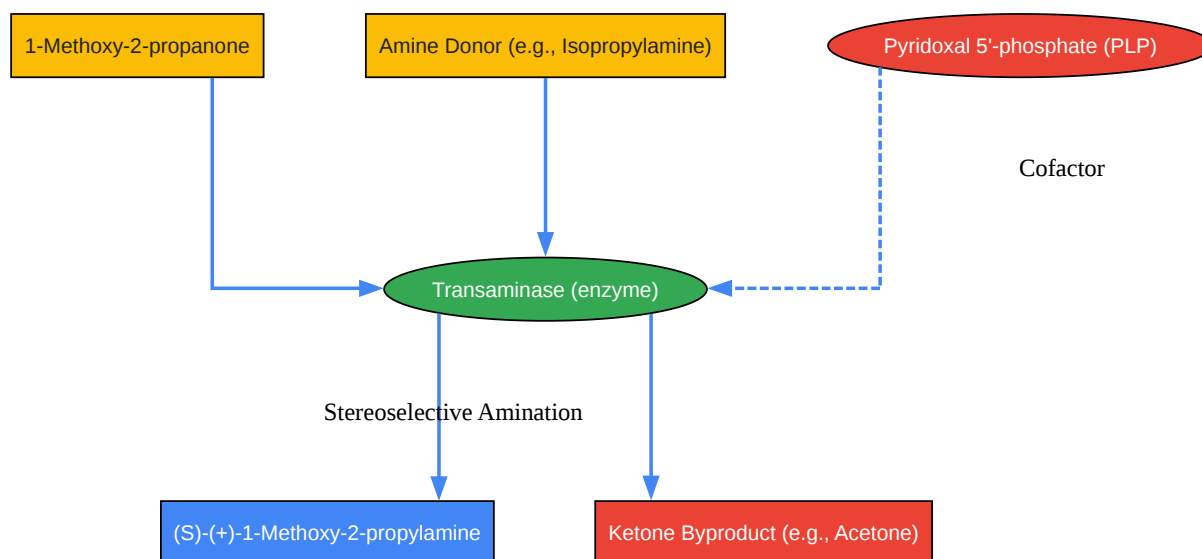 1-Methoxy-2-propanone
Amine Donor (e.g., Isopropylamine)
Pyridoxal 5'-phosphate (PLP)
Cofactor
Transaminase (enzyme)
Stereoselective Amination
(S)-(+)-1-Methoxy-2-propylamine
Ketone Byproduct (e.g., Acetone)